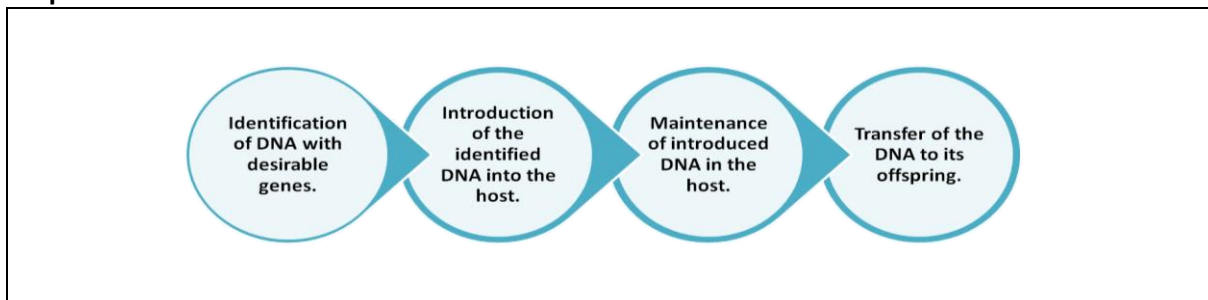 Identification
of DNA with
desirable
genes.
Introduction
of the
identified
DNA into the
host.
Maintenance
of introduced
DNA in the
host.
Transfer of the
DNA to its
offspring.